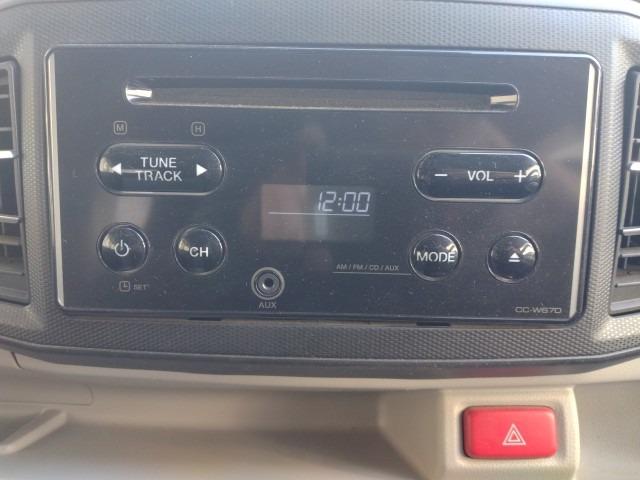 M H
TUNE
TRACK
- VOL +
12:00
CH
MODE
AM / FM / CD / AUX
SET
AUX
CC-W67D